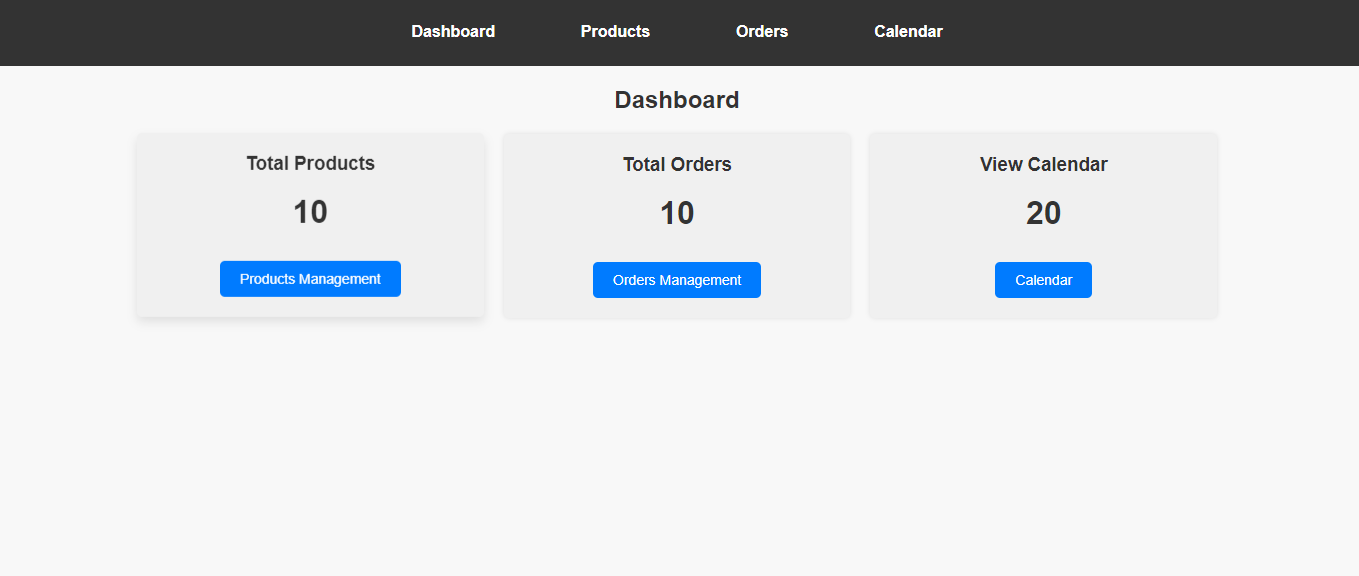 Dashboard Products Orders Calendar
Dashboard
Total Products
10
Products Management
Total Orders
10
Orders Management
View Calendar
20
Calendar